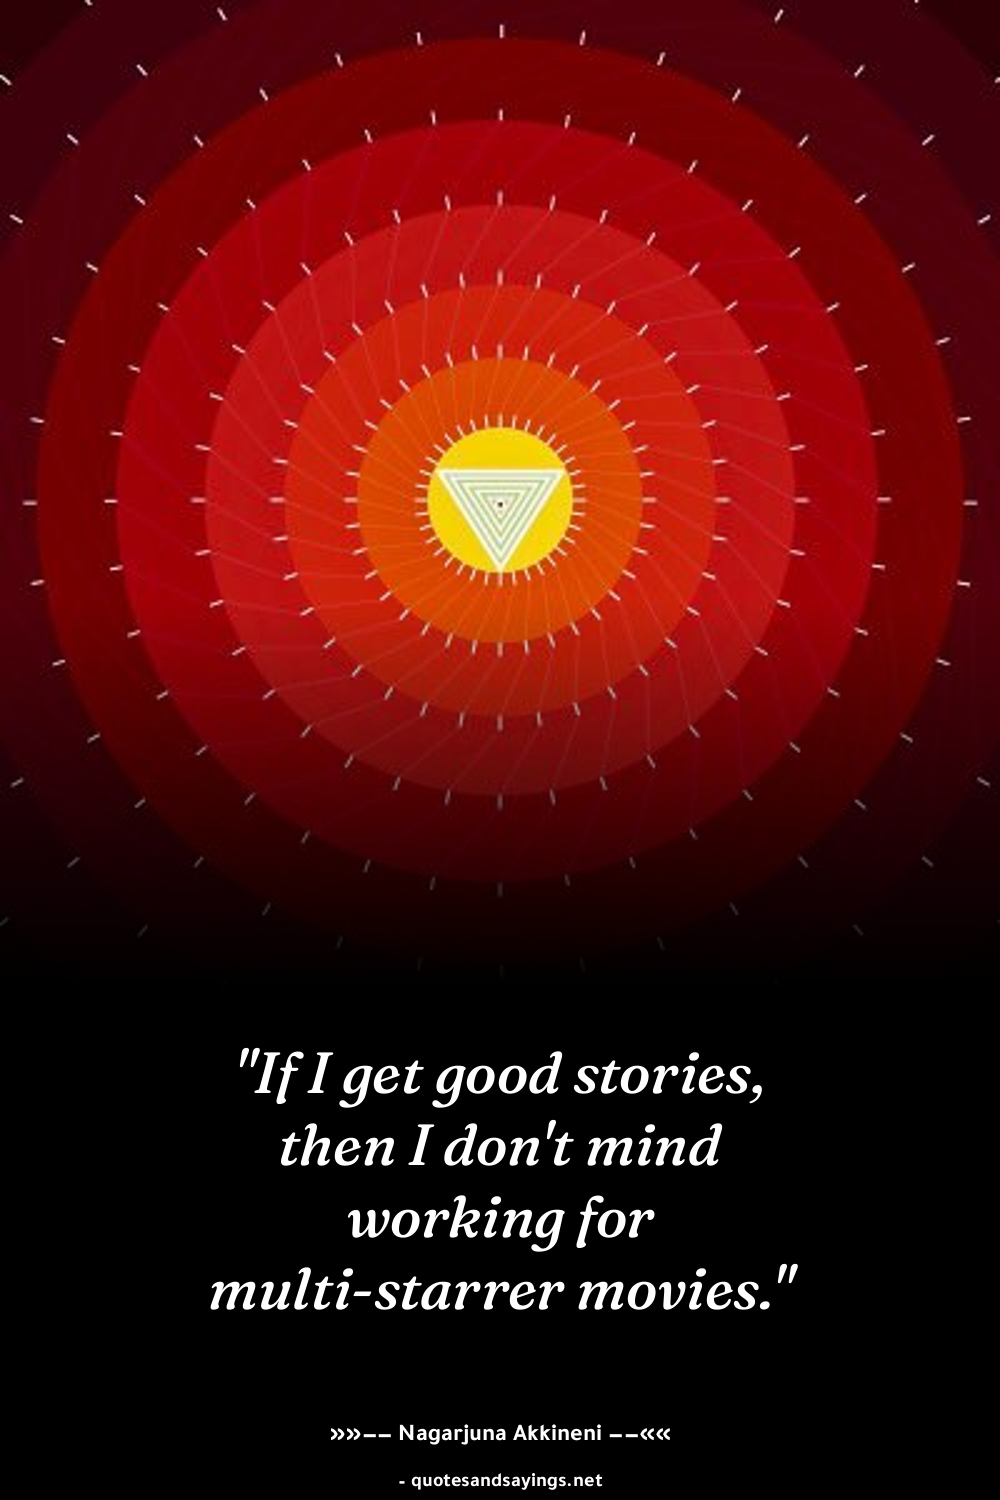 "If I get good stories,
then I don't mind
working for
multi-starrer movies."
»»−− Nagarjuna Akkineni −−««
- quotesandsayings.net